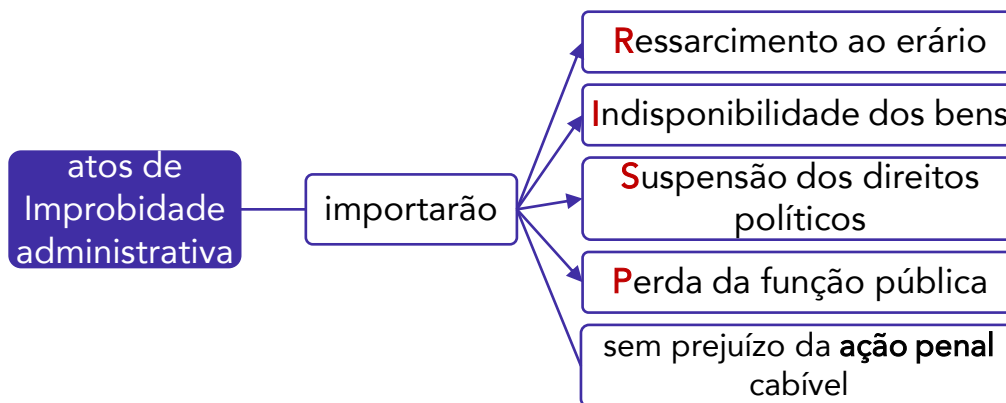 atos de
Improbidade
administrativa
importarão
Ressarcimento ao erário
Indisponibilidade dos bens
Suspensão dos direitos
políticos
Perda da função pública
sem prejuízo da ação penal
cabível